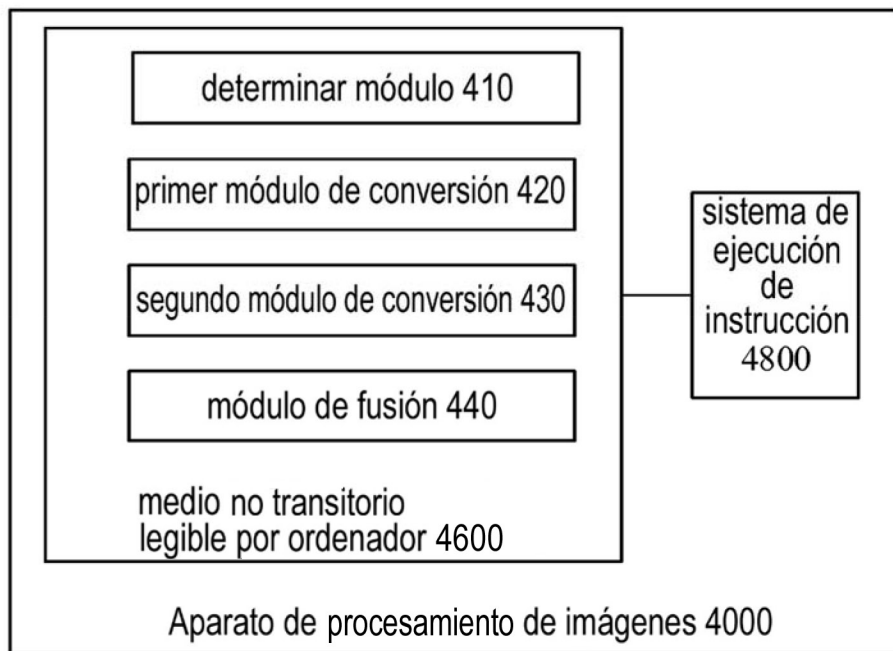 determinar módulo 410
primer módulo de conversión 420
segundo módulo de conversión 430
módulo de fusión 440
medio no transitorio
legible por ordenador 4600
sistema de
ejecución
de
instrucción
4800
Aparato de procesamiento de imágenes 4000